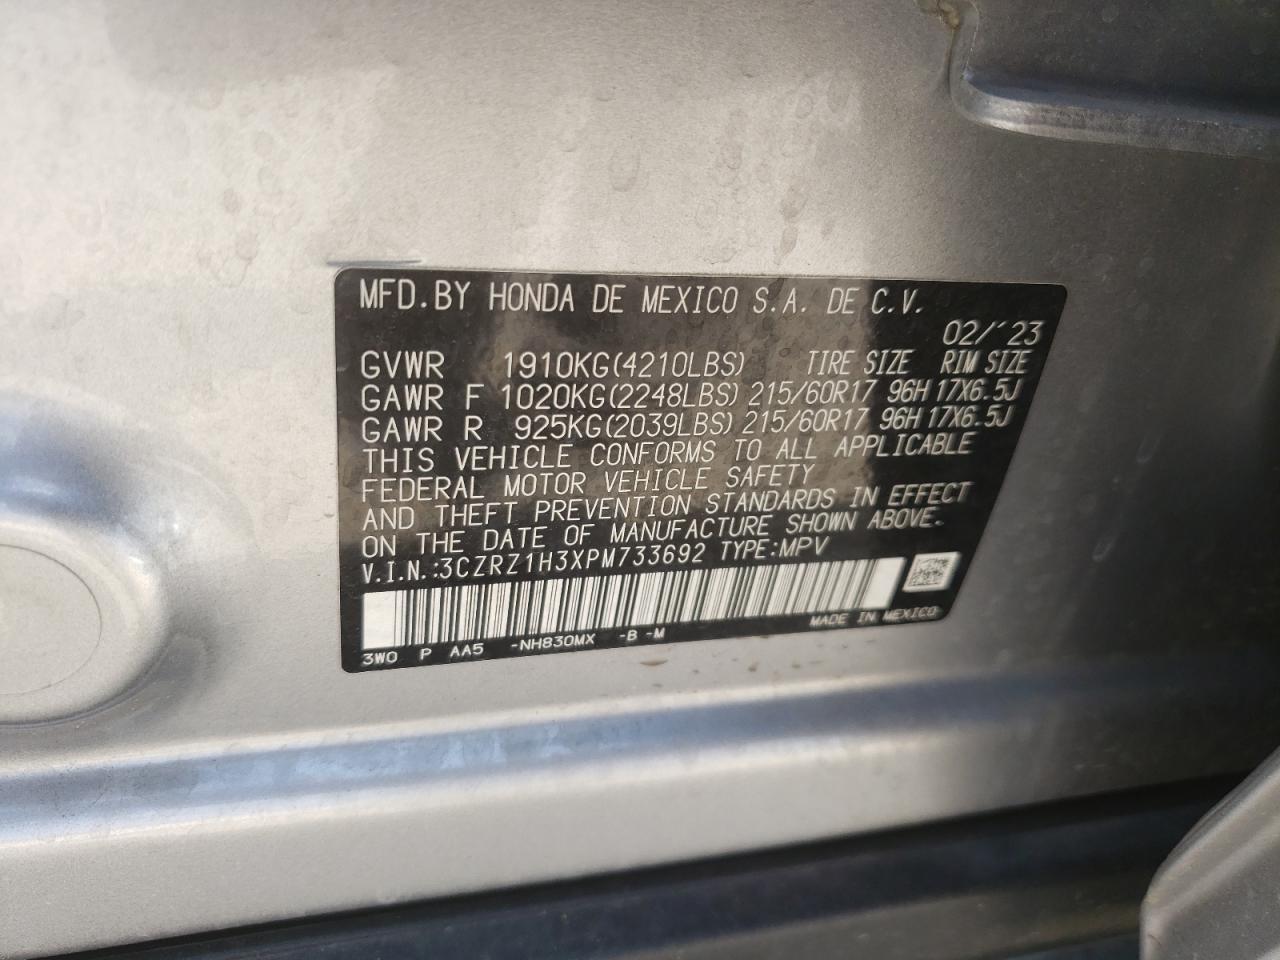 MFD.BY HONDA DE MEXICO S.A. DE C.V.
02/'23
GVWR 1910KG(4210LBS) TIRE SIZE RIM SIZE
GAWR F 1020KG(2248LBS) 215/60R17 96H 17X6.5J
GAWR R 925KG(2039LBS) 215/60R17 96H 17X6.5J
THIS VEHICLE CONFORMS TO ALL APPLICABLE
FEDERAL MOTOR VEHICLE SAFETY
AND THEFT PREVENTION STANDARDS IN EFFECT
ON THE DATE OF MANUFACTURE SHOWN ABOVE.
V.I.N.:3CZRZ1H3XPM733692 TYPE:MPV
MADE IN MEXICO
3W0 P AA5 -NH830MX -B -M